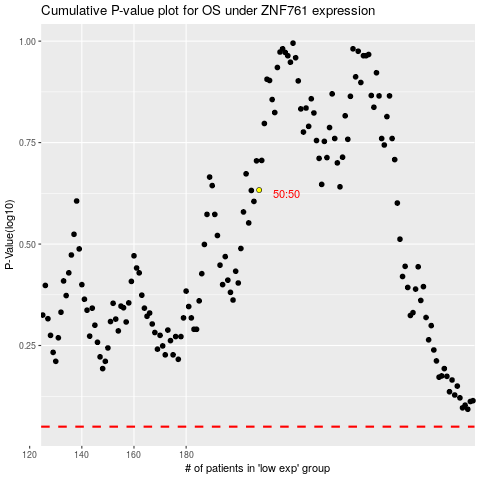 Cumulative P-value plot for OS under ZNF761 expression
P-Value(log10)
1.00
0.75
0.50
0.25
50:50
120 140 160 180
# of patients in 'low exp' group